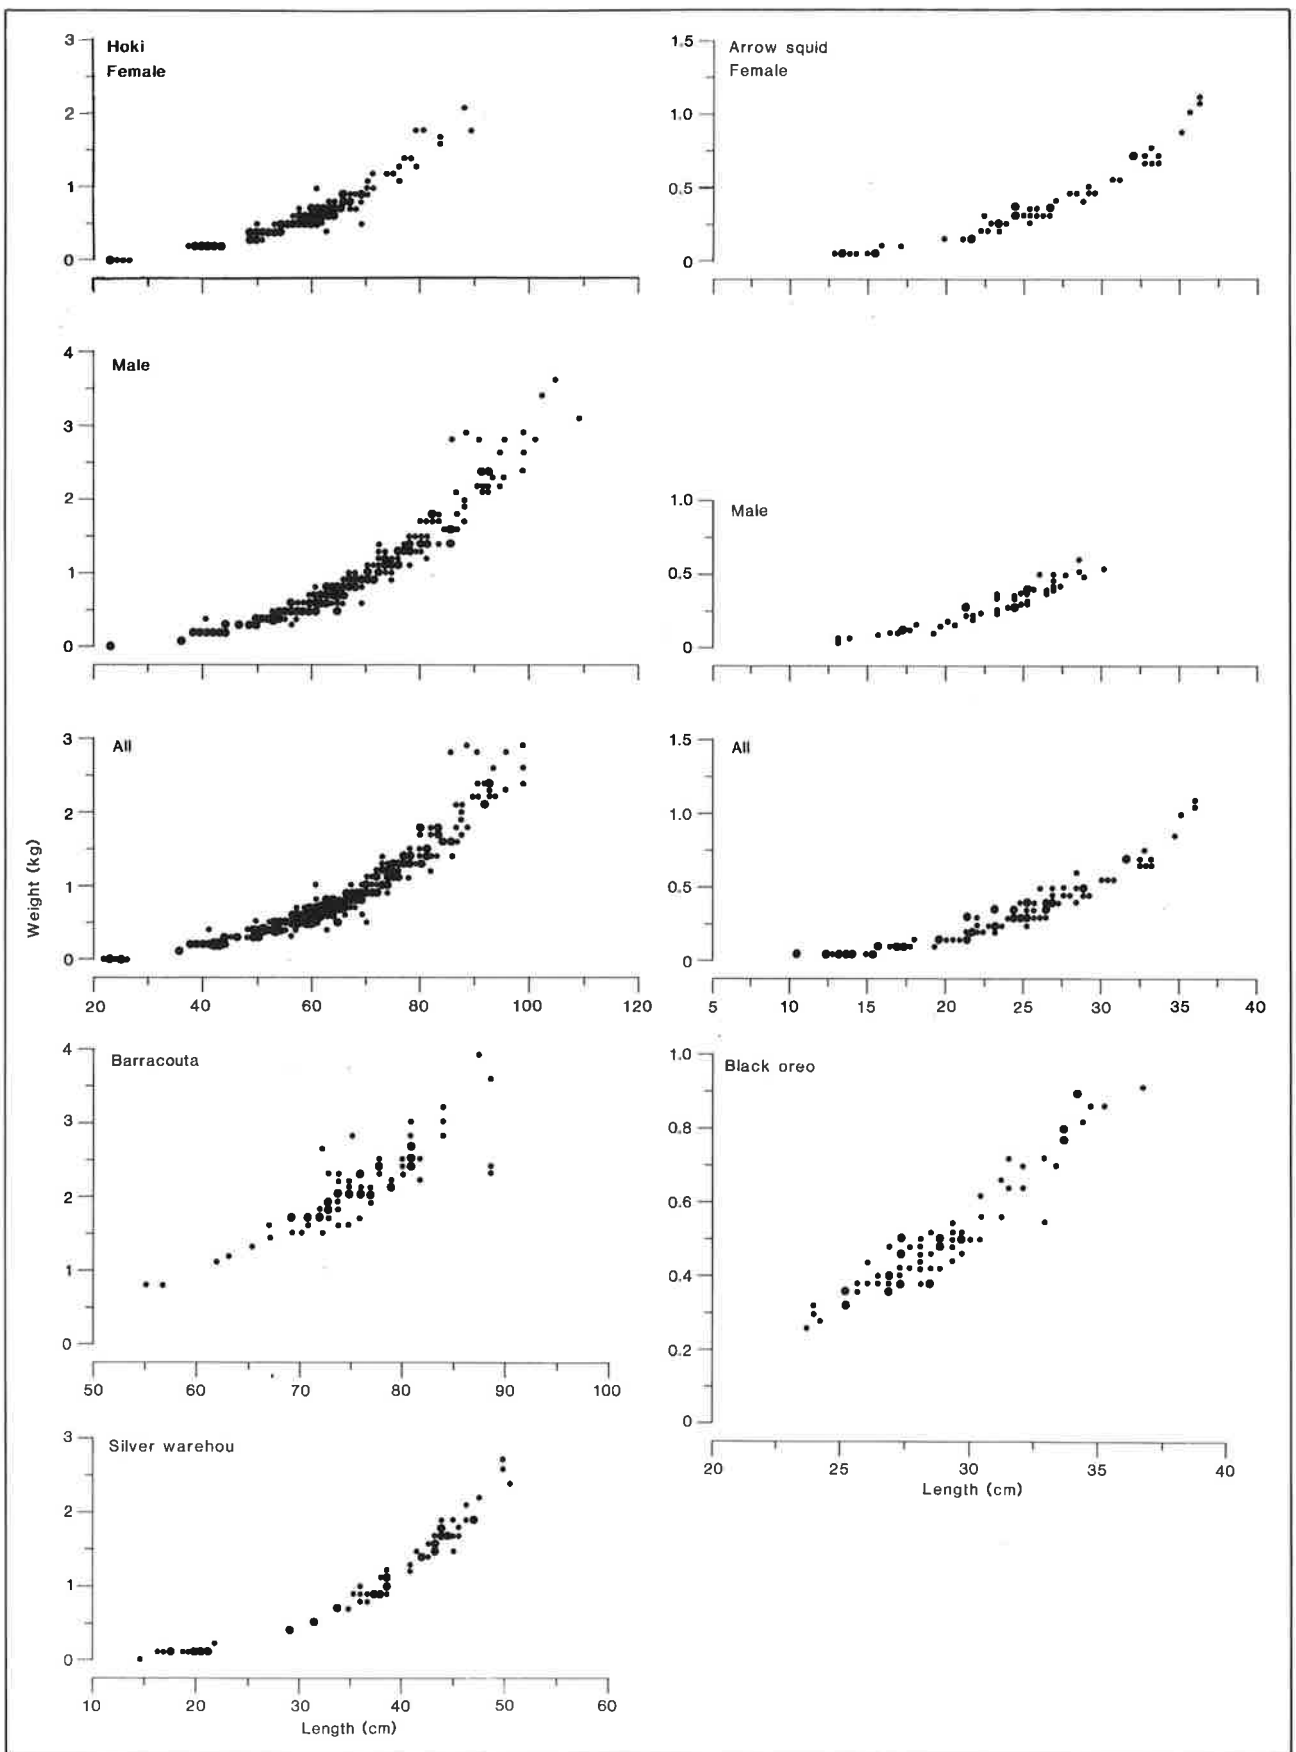 Hoki
Female
3
2
1
0
Arrow squid
Female
1.5
1.0
0.5
0
Male
4
3
2
1
0
Male
1.0
0.5
0
All
3
2
1
0
20 40 60 80 100 120
All
1.5
1.0
0.5
0
5 10 15 20 25 30 35 40
Weight (kg)
Barracouta
4
3
2
1
0
50 60 70 80 90 100
Black oreo
1.0
0.8
0.6
0.4
0.2
0
20 25 30 35 40
Length (cm)
Silver warehou
3
2
1
0
10 20 30 40 50 60
Length (cm)